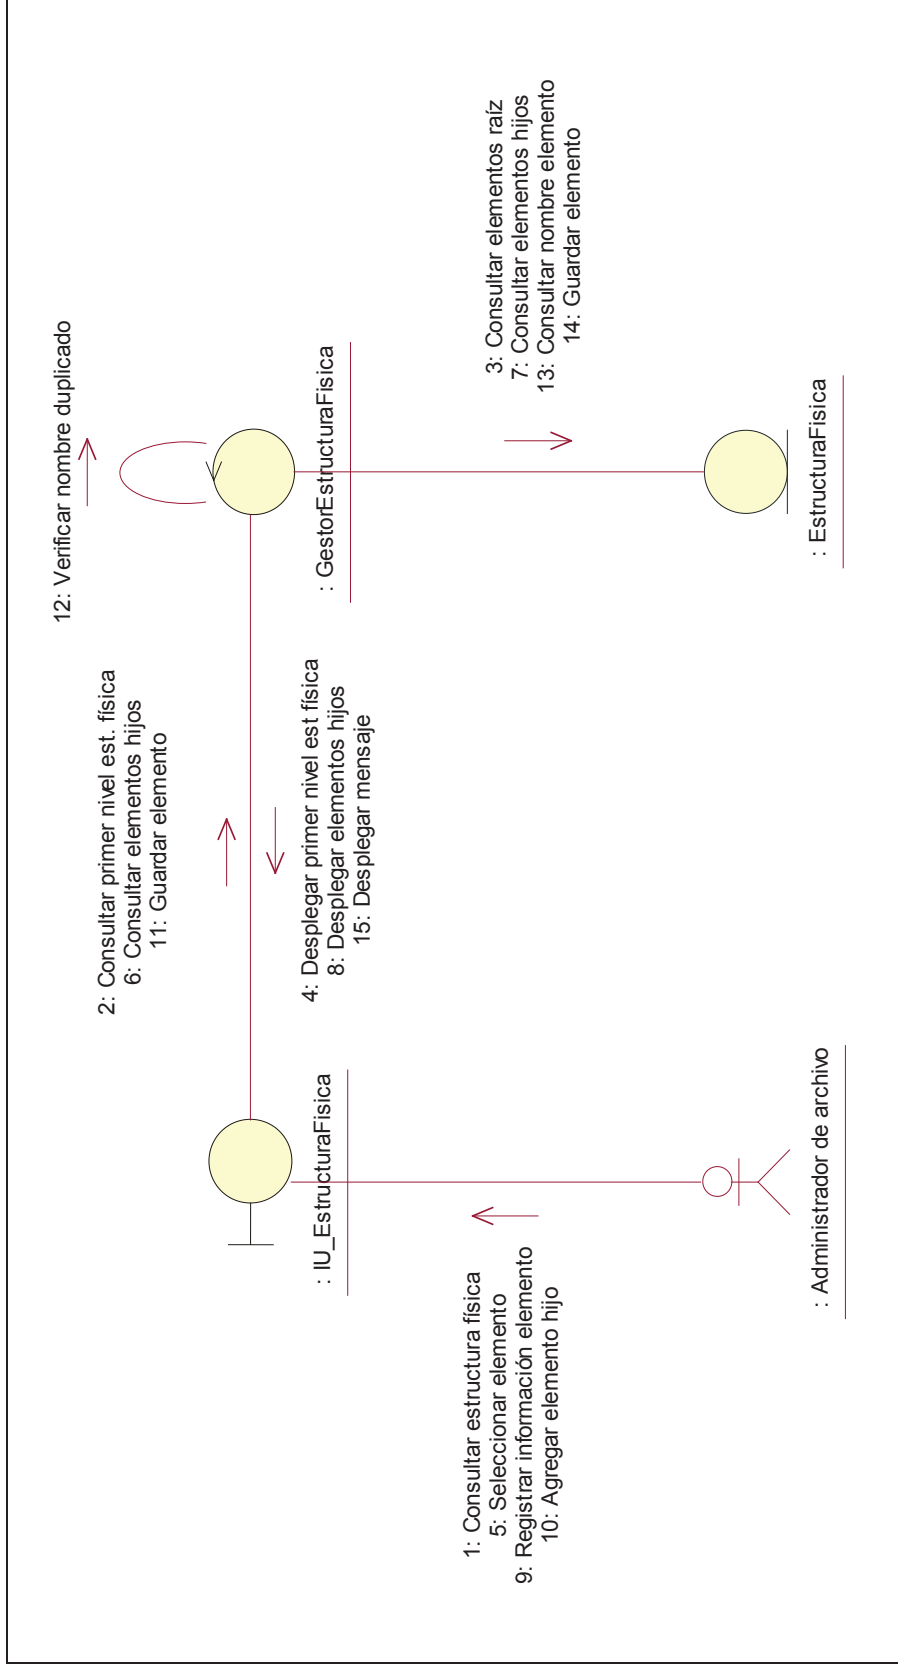 12: Verificar nombre duplicado
2: Consultar primer nivel est. física
6: Consultar elementos hijos
11: Guardar elemento
4: Desplegar primer nivel est física
8: Desplegar elementos hijos
15: Desplegar mensaje
: IU_EstructuraFisica
: GestorEstructuraFisica
1: Consultar estructura física
5: Seleccionar elemento
9: Registrar información elemento
10: Agregar elemento hijo
3: Consultar elementos raíz
7: Consultar elementos hijos
13: Consultar nombre elemento
14: Guardar elemento
: Administrador de archivo
: EstructuraFisica